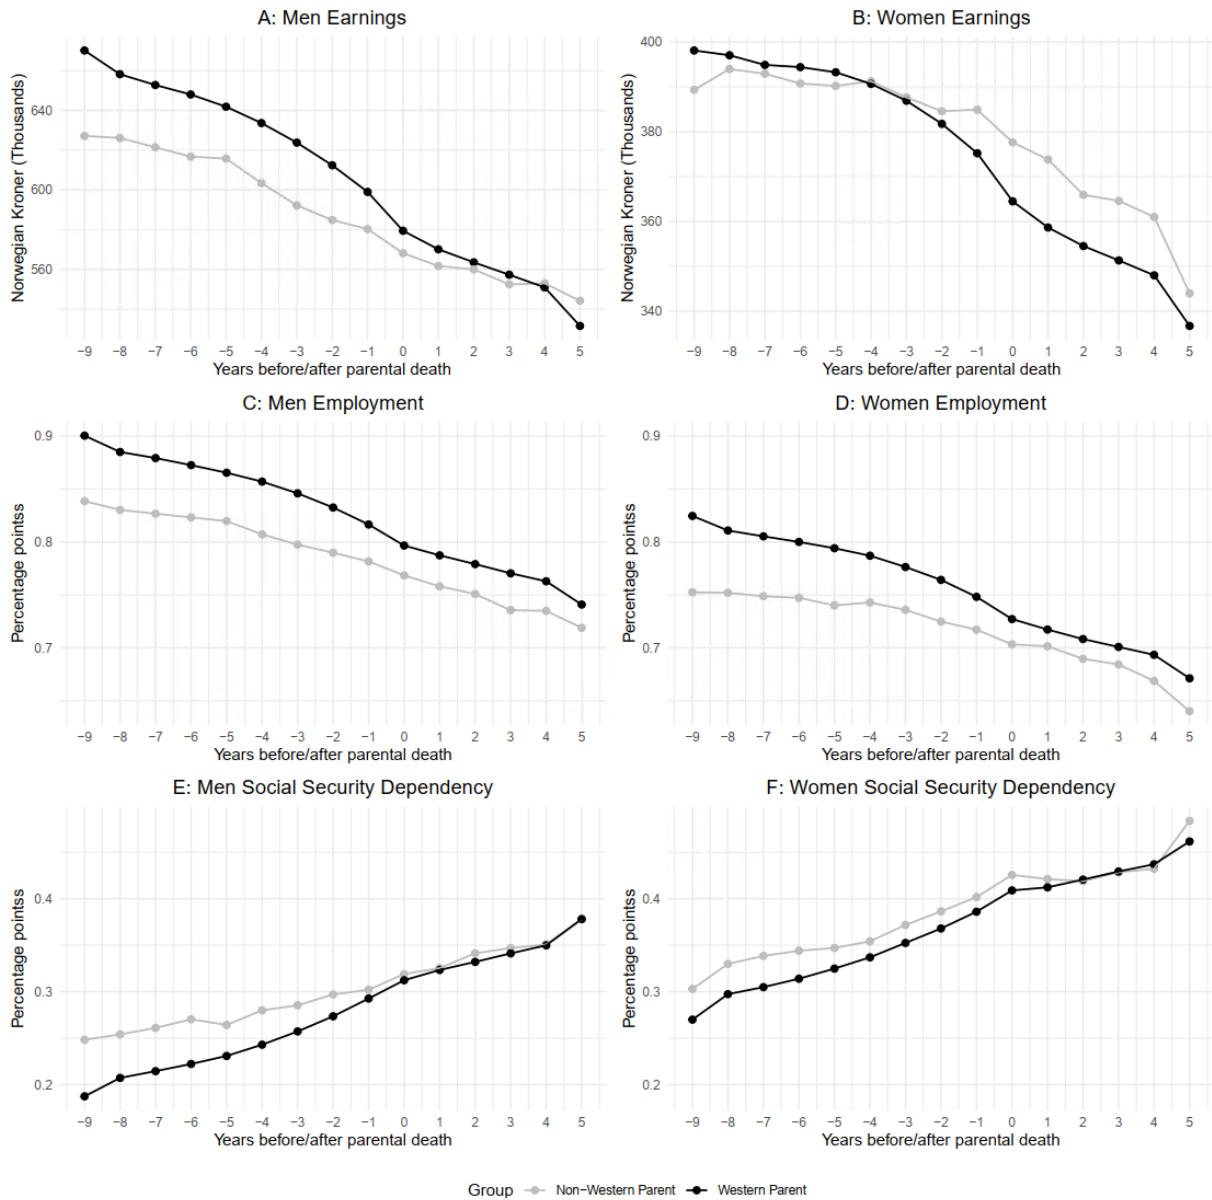 A: Men Earnings
Norwegian Kroner (Thousands)
640
600
560
−9 −8 −7 −6 −5 −4 −3 −2 −1 0 1 2 3 4 5
Years before/after parental death
B: Women Earnings
Norwegian Kroner (Thousands)
400
380
360
340
−9 −8 −7 −6 −5 −4 −3 −2 −1 0 1 2 3 4 5
Years before/after parental death
C: Men Employment
Percentage pointss
0.9
0.8
0.7
−9 −8 −7 −6 −5 −4 −3 −2 −1 0 1 2 3 4 5
Years before/after parental death
D: Women Employment
Percentage pointss
0.9
0.8
0.7
−9 −8 −7 −6 −5 −4 −3 −2 −1 0 1 2 3 4 5
Years before/after parental death
E: Men Social Security Dependency
Percentage pointss
0.4
0.3
0.2
−9 −8 −7 −6 −5 −4 −3 −2 −1 0 1 2 3 4 5
Years before/after parental death
F: Women Social Security Dependency
Percentage pointss
0.4
0.3
0.2
−9 −8 −7 −6 −5 −4 −3 −2 −1 0 1 2 3 4 5
Years before/after parental death
Group Non−Western Parent Western Parent